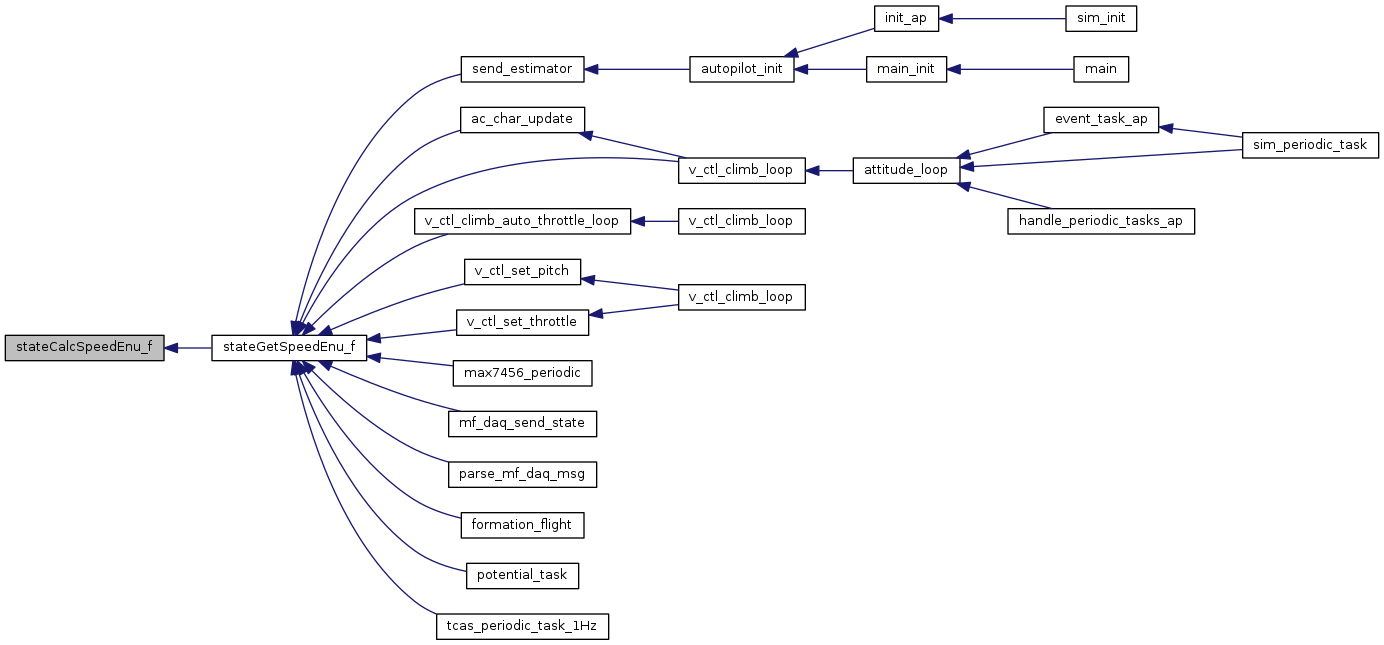 init_ap
sim_init
send_estimator
autopilot_init
main_init
main
ac_char_update
event_task_ap
sim_periodic_task
v_ctl_climb_loop
attitude_loop
v_ctl_climb_auto_throttle_loop
v_ctl_climb_loop
handle_periodic_tasks_ap
v_ctl_set_pitch
v_ctl_climb_loop
v_ctl_set_throttle
stateCalcSpeedEnu_f
stateGetSpeedEnu_f
max7456_periodic
mf_daq_send_state
parse_mf_daq_msg
formation_flight
potential_task
tcas_periodic_task_1Hz